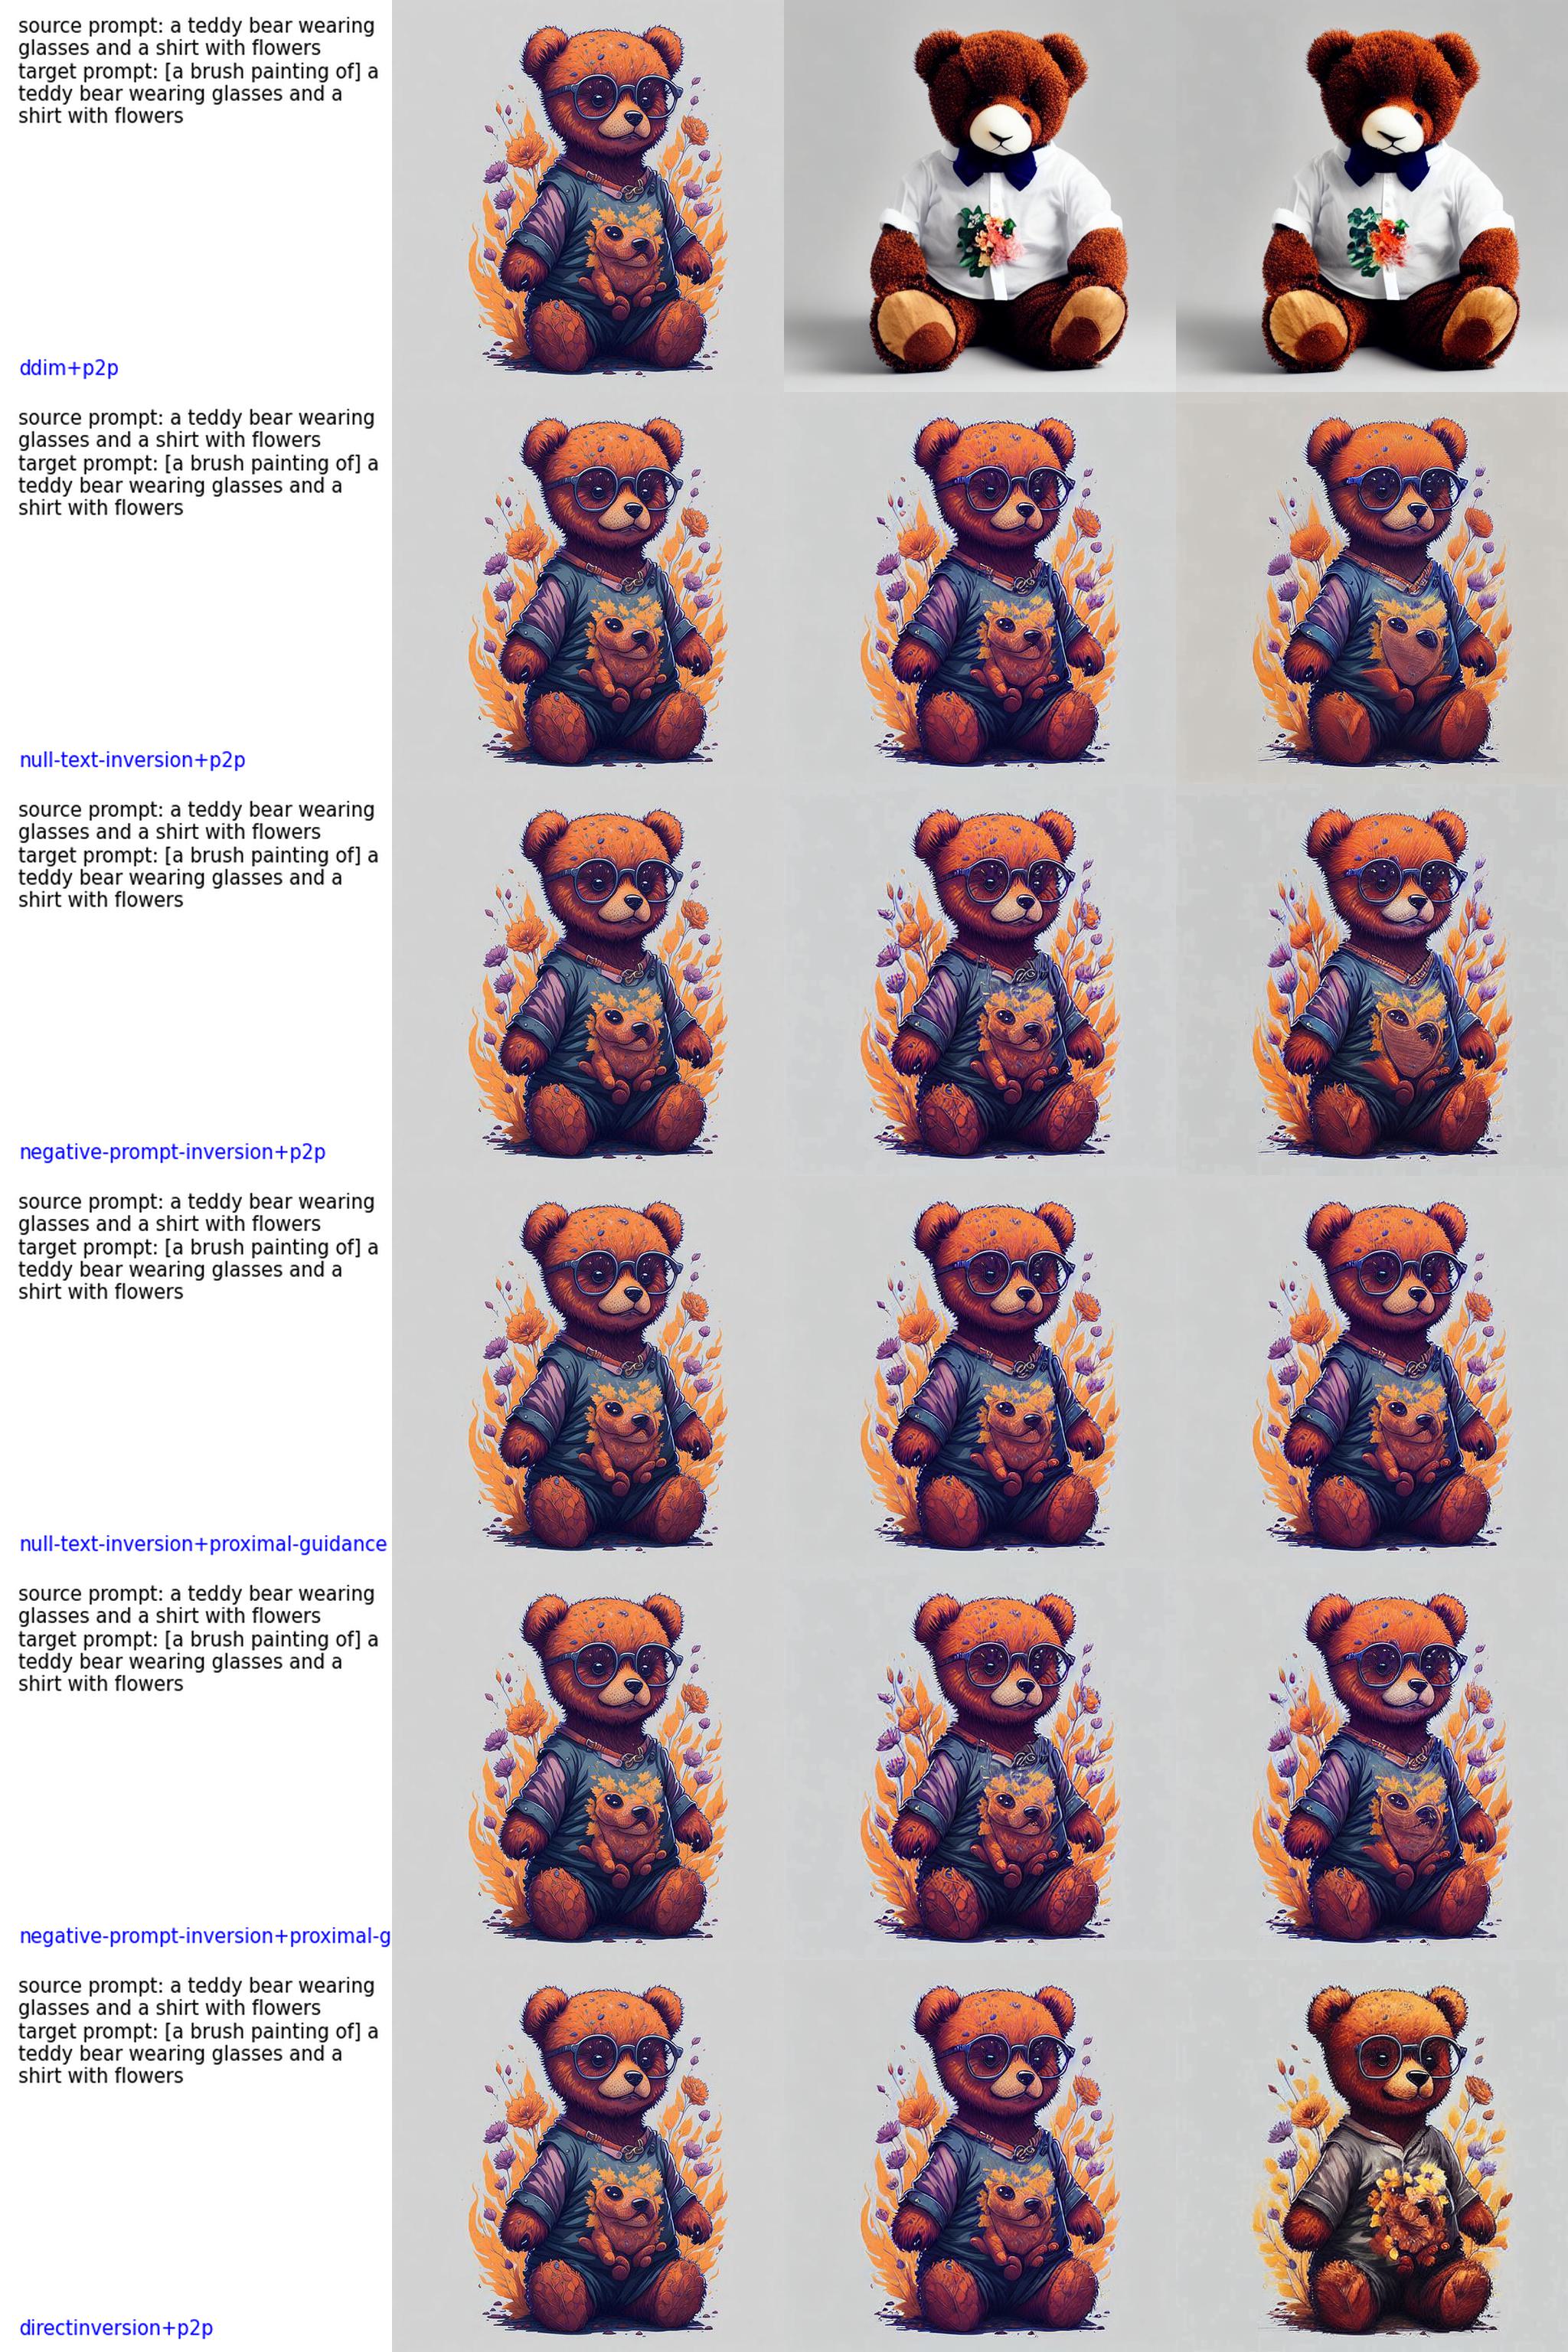 source prompt: a teddy bear wearing
glasses and a shirt with flowers
target prompt: [a brush painting of] a
teddy bear wearing glasses and a
shirt with flowers
ddim+p2p
source prompt: a teddy bear wearing
glasses and a shirt with flowers
target prompt: [a brush painting of] a
teddy bear wearing glasses and a
shirt with flowers
null-text-inversion+p2p
source prompt: a teddy bear wearing
glasses and a shirt with flowers
target prompt: [a brush painting of] a
teddy bear wearing glasses and a
shirt with flowers
negative-prompt-inversion+p2p
source prompt: a teddy bear wearing
glasses and a shirt with flowers
target prompt: [a brush painting of] a
teddy bear wearing glasses and a
shirt with flowers
null-text-inversion+proximal-guidance
source prompt: a teddy bear wearing
glasses and a shirt with flowers
target prompt: [a brush painting of] a
teddy bear wearing glasses and a
shirt with flowers
negative-prompt-inversion+proximal-g
source prompt: a teddy bear wearing
glasses and a shirt with flowers
target prompt: [a brush painting of] a
teddy bear wearing glasses and a
shirt with flowers
directinversion+p2p